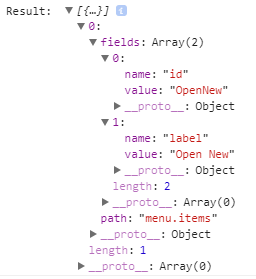 Result: ▼[{…}] i
▼0:
▼fields: Array(2)
▼0:
name: "id"
value: "OpenNew"
▶__proto__: Object
▼1:
name: "label"
value: "Open New"
▶__proto__: Object
length: 2
▶__proto__: Array(0)
path: "menu.items"
▶__proto__: Object
length: 1
▶__proto__: Array(0)